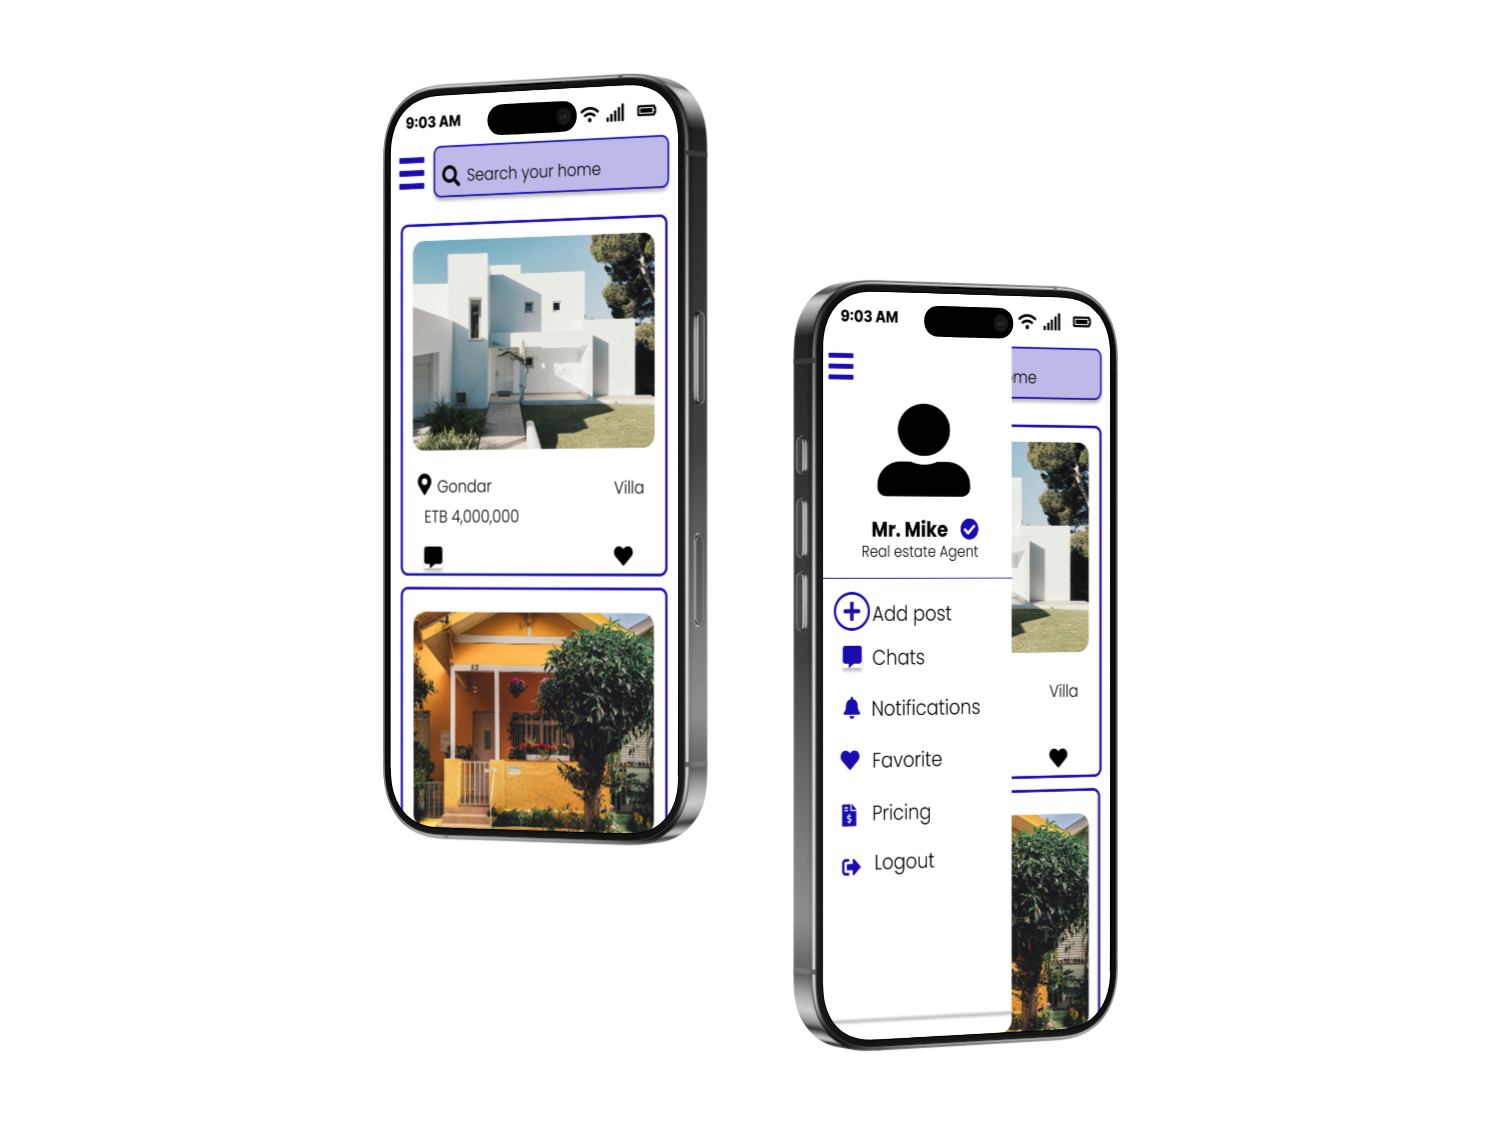 9:03 AM
Search your home
Gondar
Villa
ETB 4,000,000
9:03 AM
ome
Mr. Mike
Real estate Agent
Add post
Chats
Notifications
Favorite
Pricing
Logout
Villa